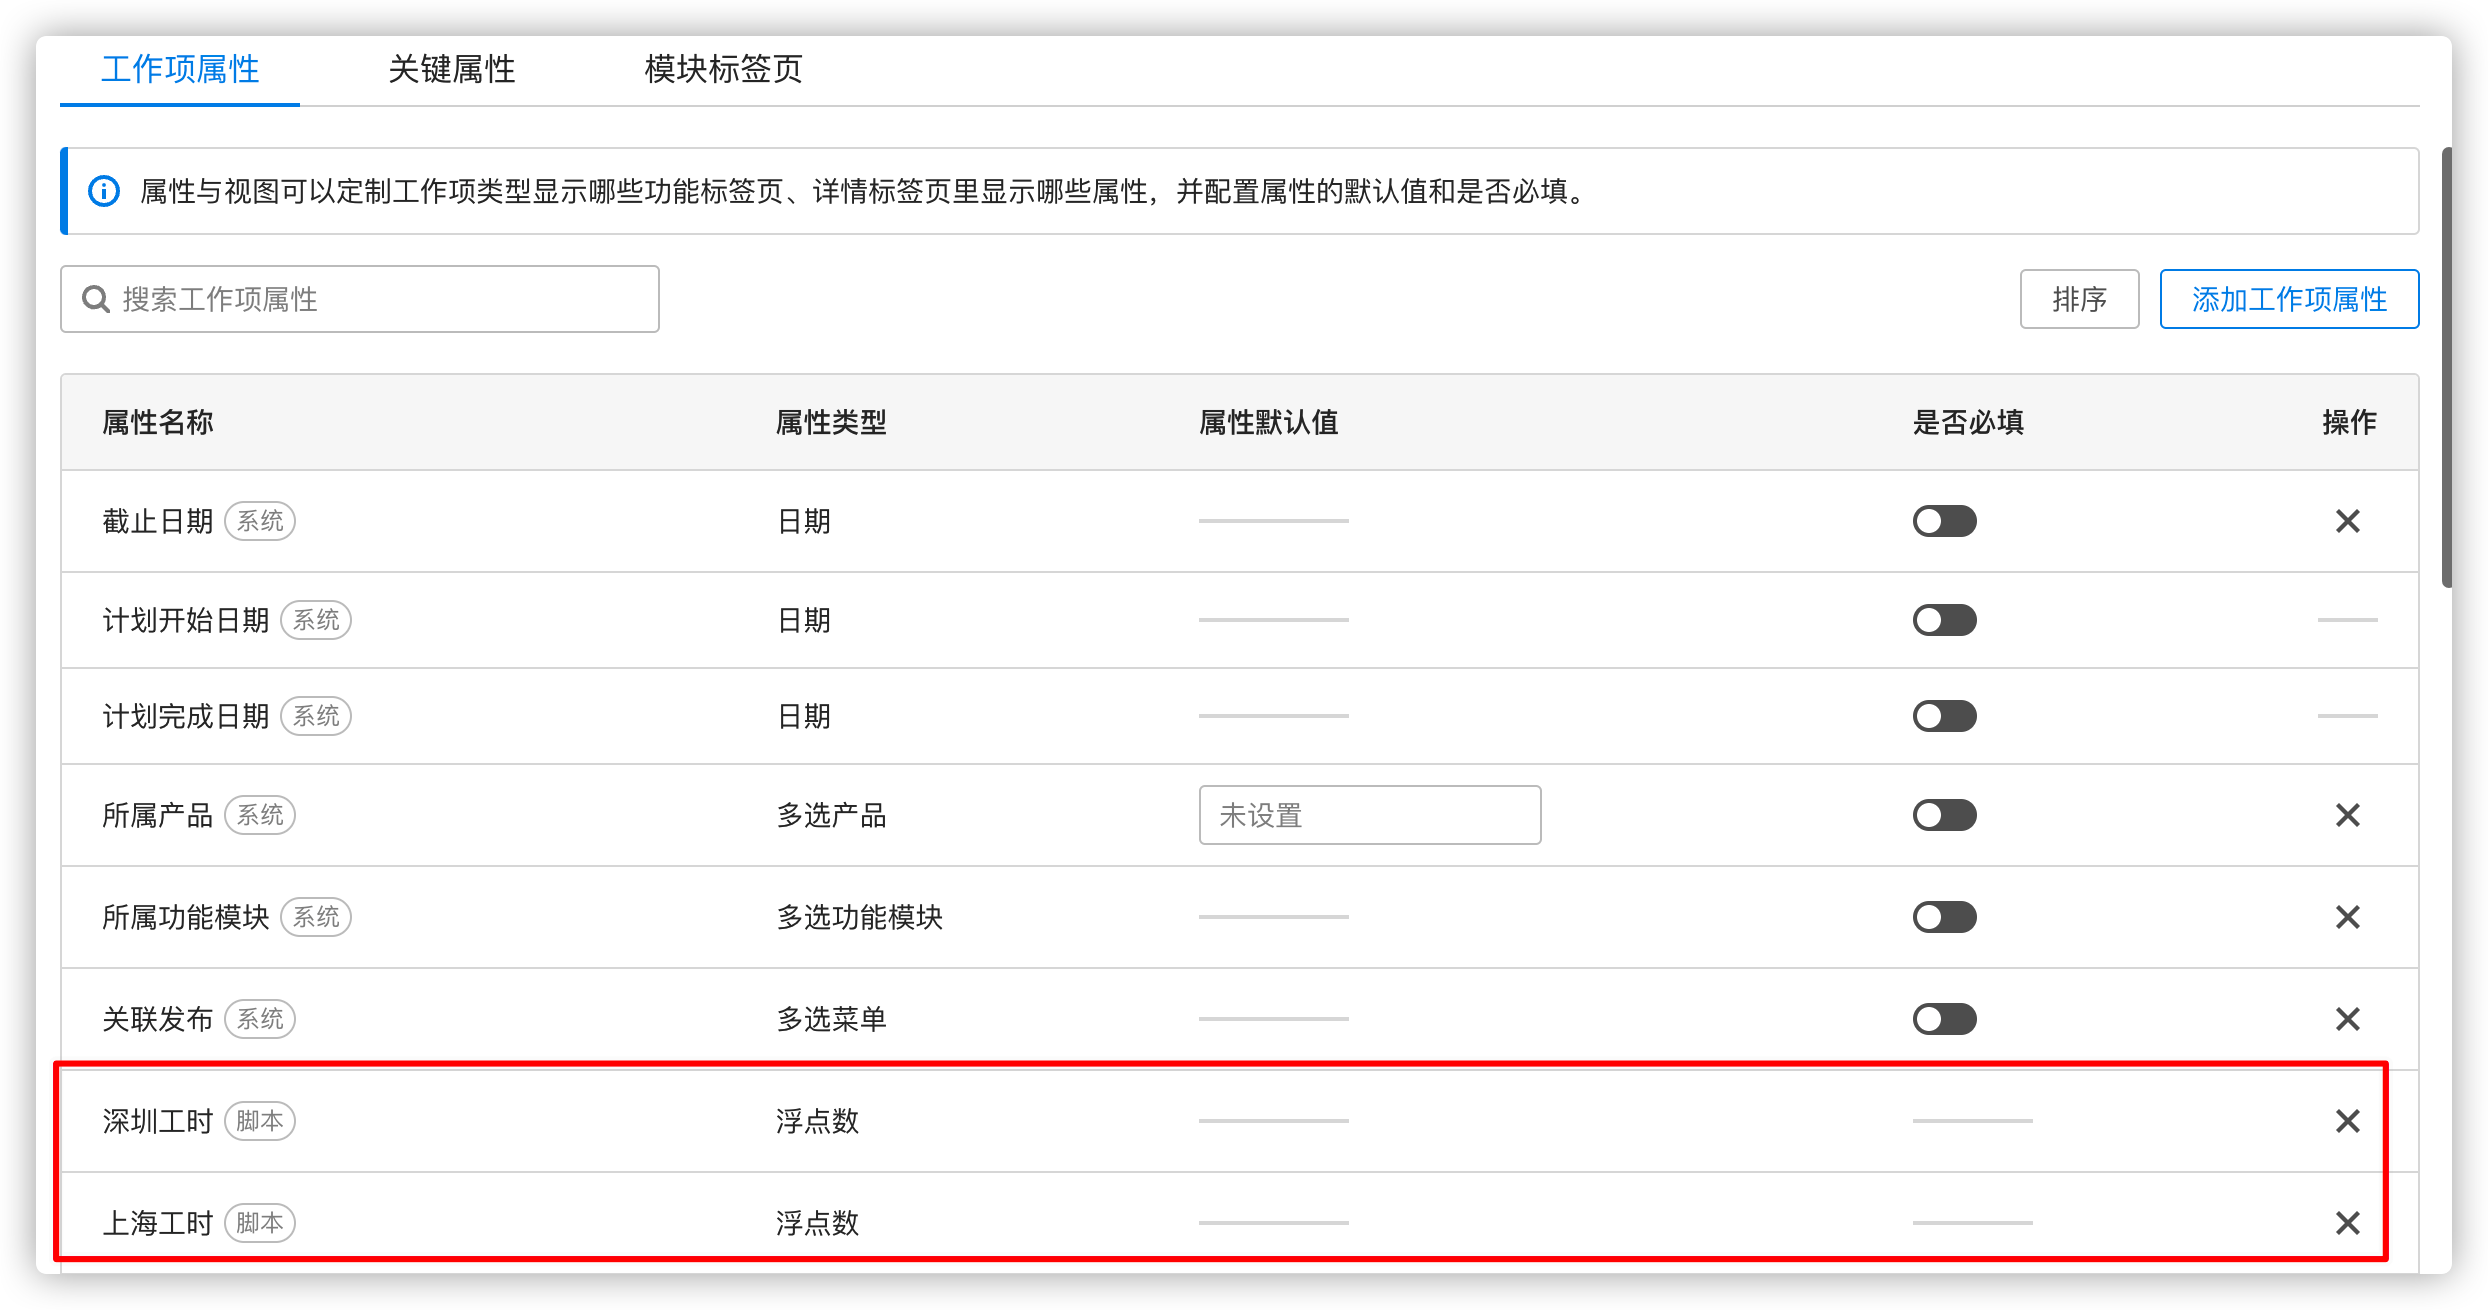 工作项属性 关键属性 模块标签页
属性与视图可以定制工作项类型显示哪些功能标签页、详情标签页里显示哪些属性，并配置属性的默认值和是否必填。
搜索工作项属性 排序 添加工作项属性
属性名称 属性类型 属性默认值 是否必填 操作
截止日期 系统 日期
计划开始日期 系统 日期
计划完成日期 系统 日期
所属产品 系统 多选产品 未设置
所属功能模块 系统 多选功能模块
关联发布 系统 多选菜单
深圳工时 脚本 浮点数
上海工时 脚本 浮点数